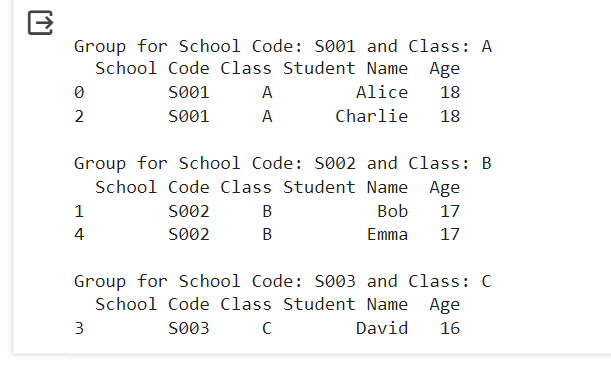 Group for School Code: S001 and Class: A
School Code Class Student Name Age
0 S001 A Alice 18
2 S001 A Charlie 18
Group for School Code: S002 and Class: B
School Code Class Student Name Age
1 S002 B Bob 17
4 S002 B Emma 17
Group for School Code: S003 and Class: C
School Code Class Student Name Age
3 S003 C David 16